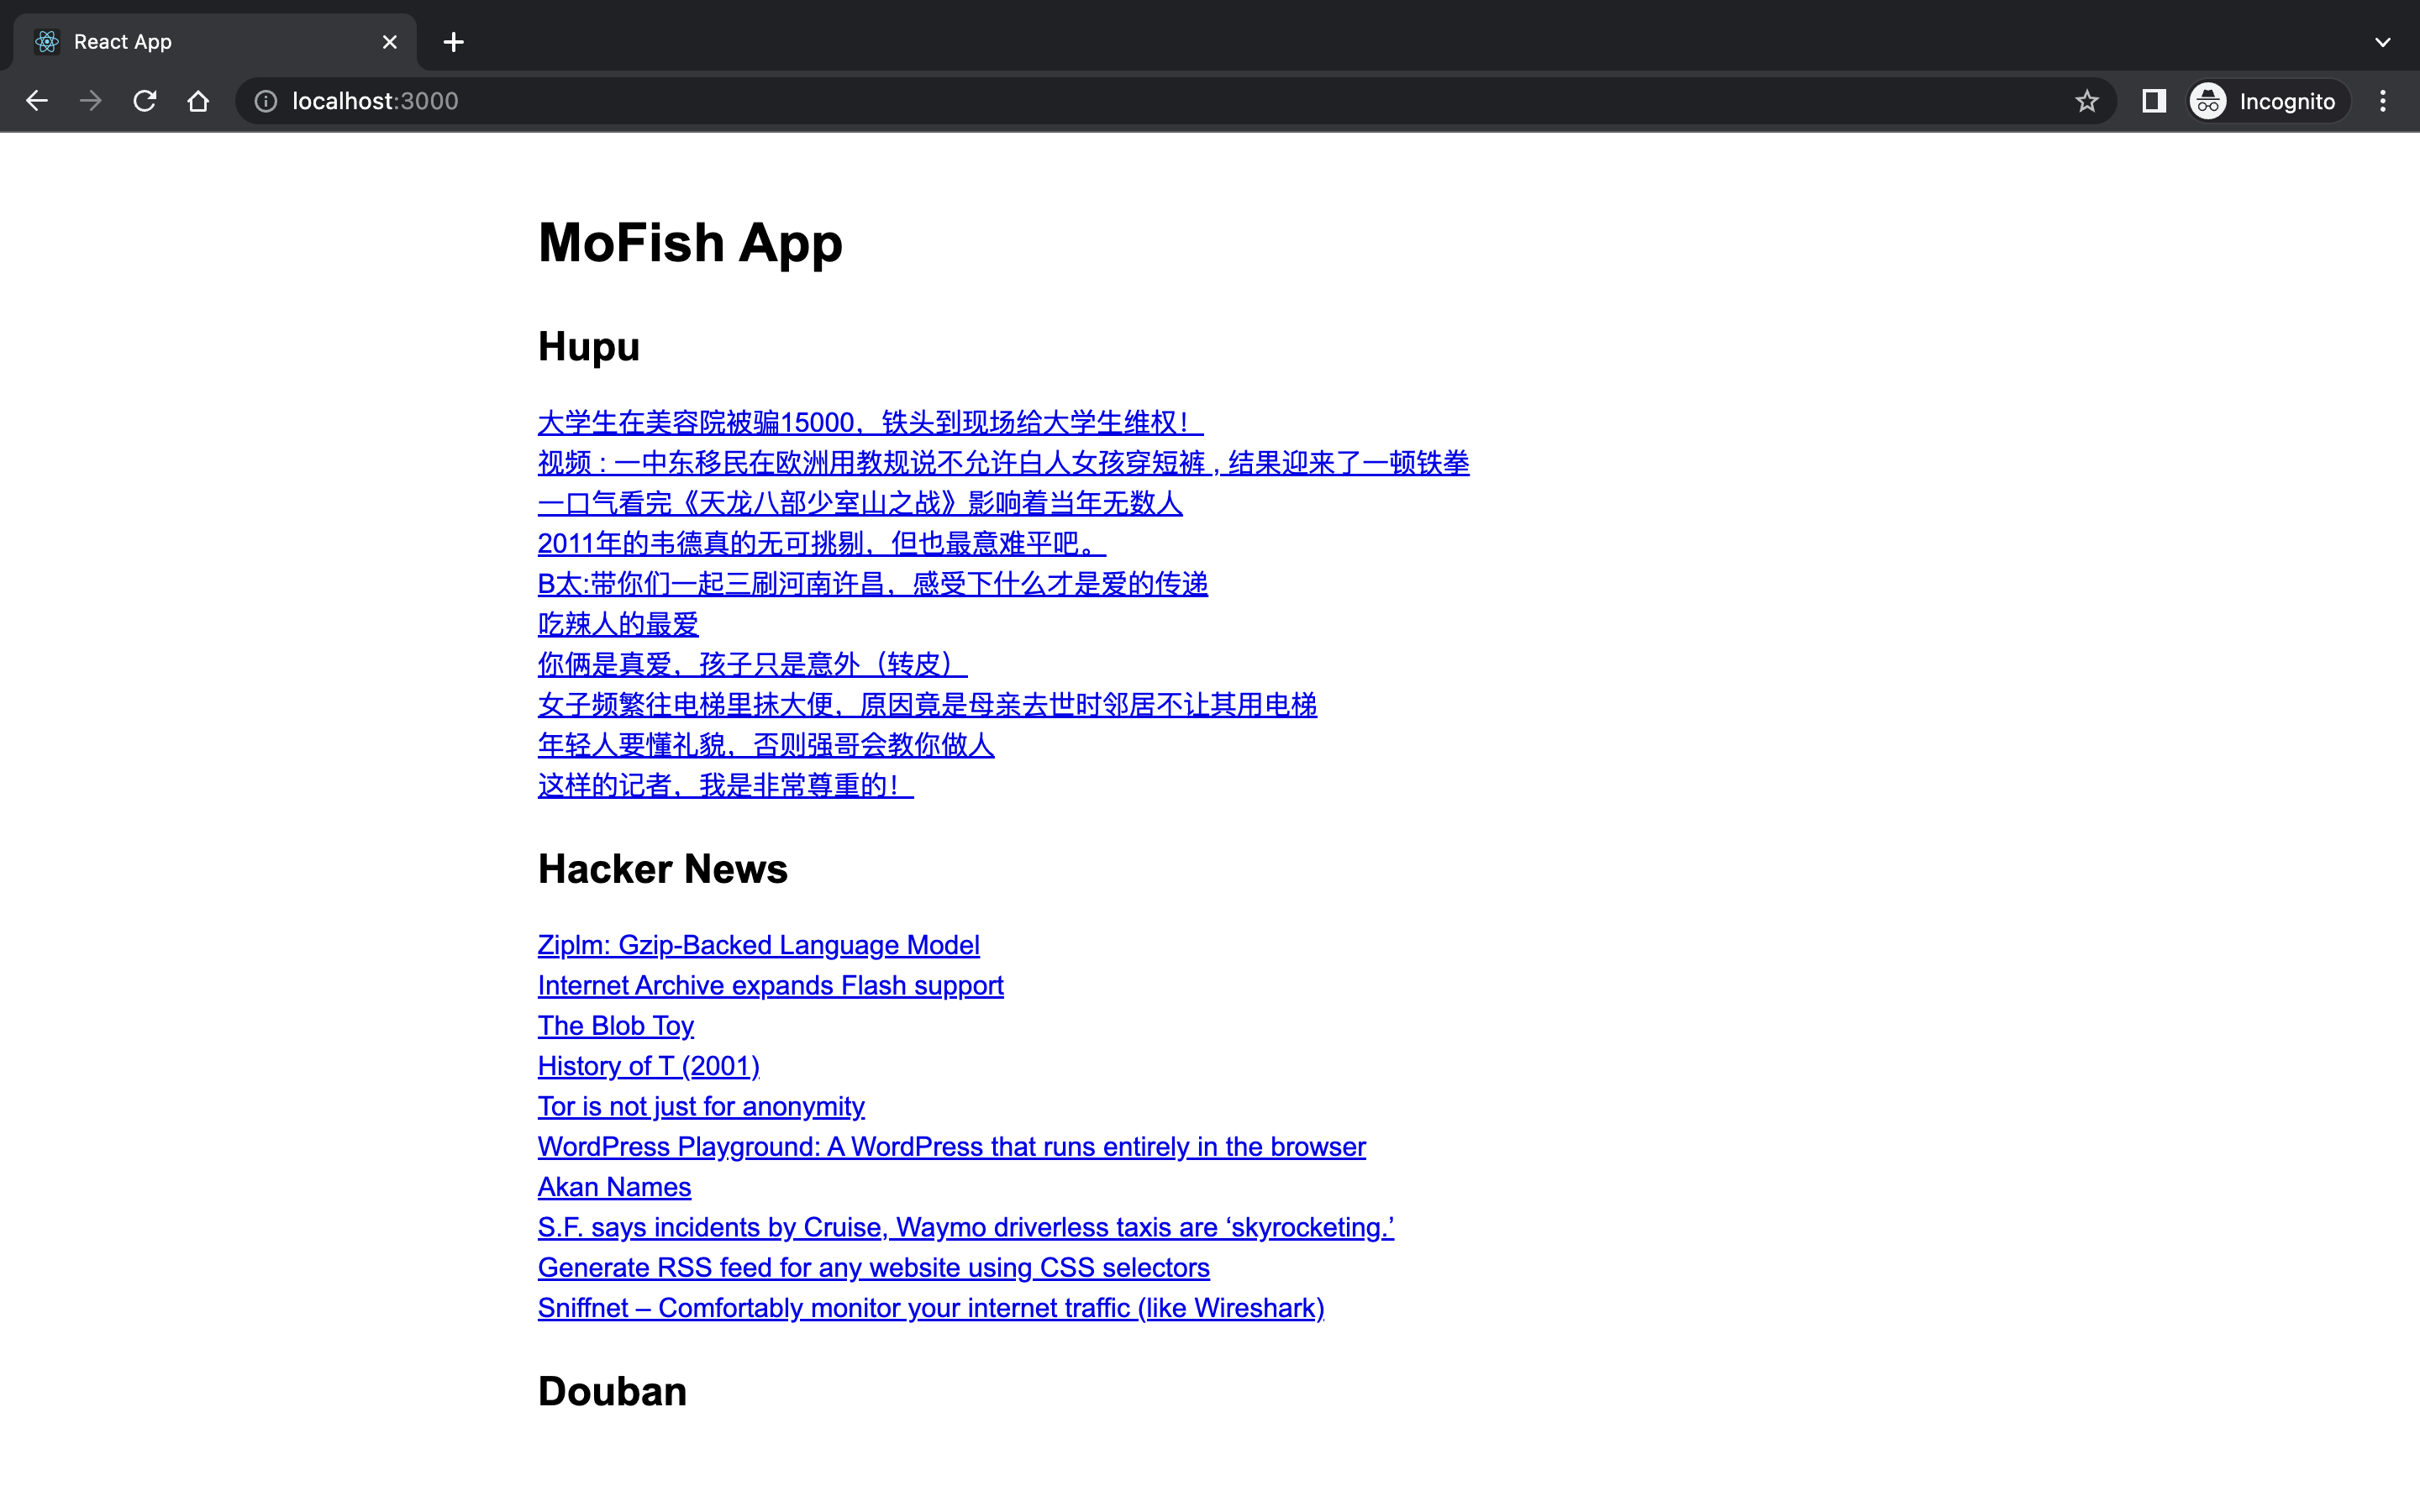 React App
localhost:3000
Incognito
MoFish App
Hupu
大学生在美容院被骗15000，铁头到现场给大学生维权！
视频 : 一中东移民在欧洲用教规说不允许白人女孩穿短裤 , 结果迎来了一顿铁拳
一口气看完《天龙八部少室山之战》影响着当年无数人
2011年的韦德真的无可挑剔，但也最意难平吧。
B太:带你们一起三刷河南许昌，感受下什么才是爱的传递
吃辣人的最爱
你俩是真爱，孩子只是意外（转皮）
女子频繁往电梯里抹大便，原因竟是母亲去世时邻居不让其用电梯
年轻人要懂礼貌，否则强哥会教你做人
这样的记者，我是非常尊重的！
Hacker News
Ziplm: Gzip-Backed Language Model
Internet Archive expands Flash support
The Blob Toy
History of T (2001)
Tor is not just for anonymity
WordPress Playground: A WordPress that runs entirely in the browser
Akan Names
S.F. says incidents by Cruise, Waymo driverless taxis are ‘skyrocketing.’
Generate RSS feed for any website using CSS selectors
Sniffnet – Comfortably monitor your internet traffic (like Wireshark)
Douban